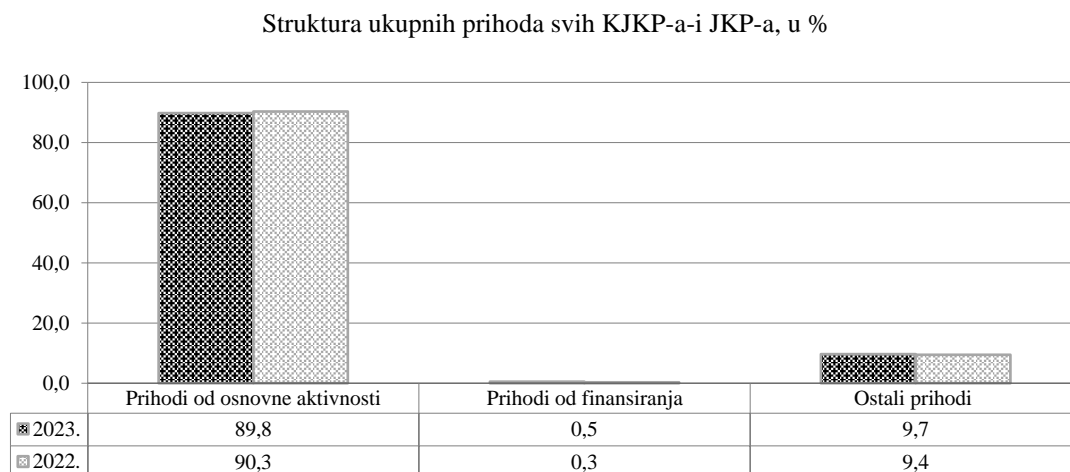 Struktura ukupnih prihoda svih KJKP-a-i JKP-a, u %
100,0
80,0
60,0
40,0
20,0
0,0
Prihodi od osnovne aktivnosti Prihodi od finansiranja Ostali prihodi
2023. 89,8 0,5 9,7
2022. 90,3 0,3 9,4